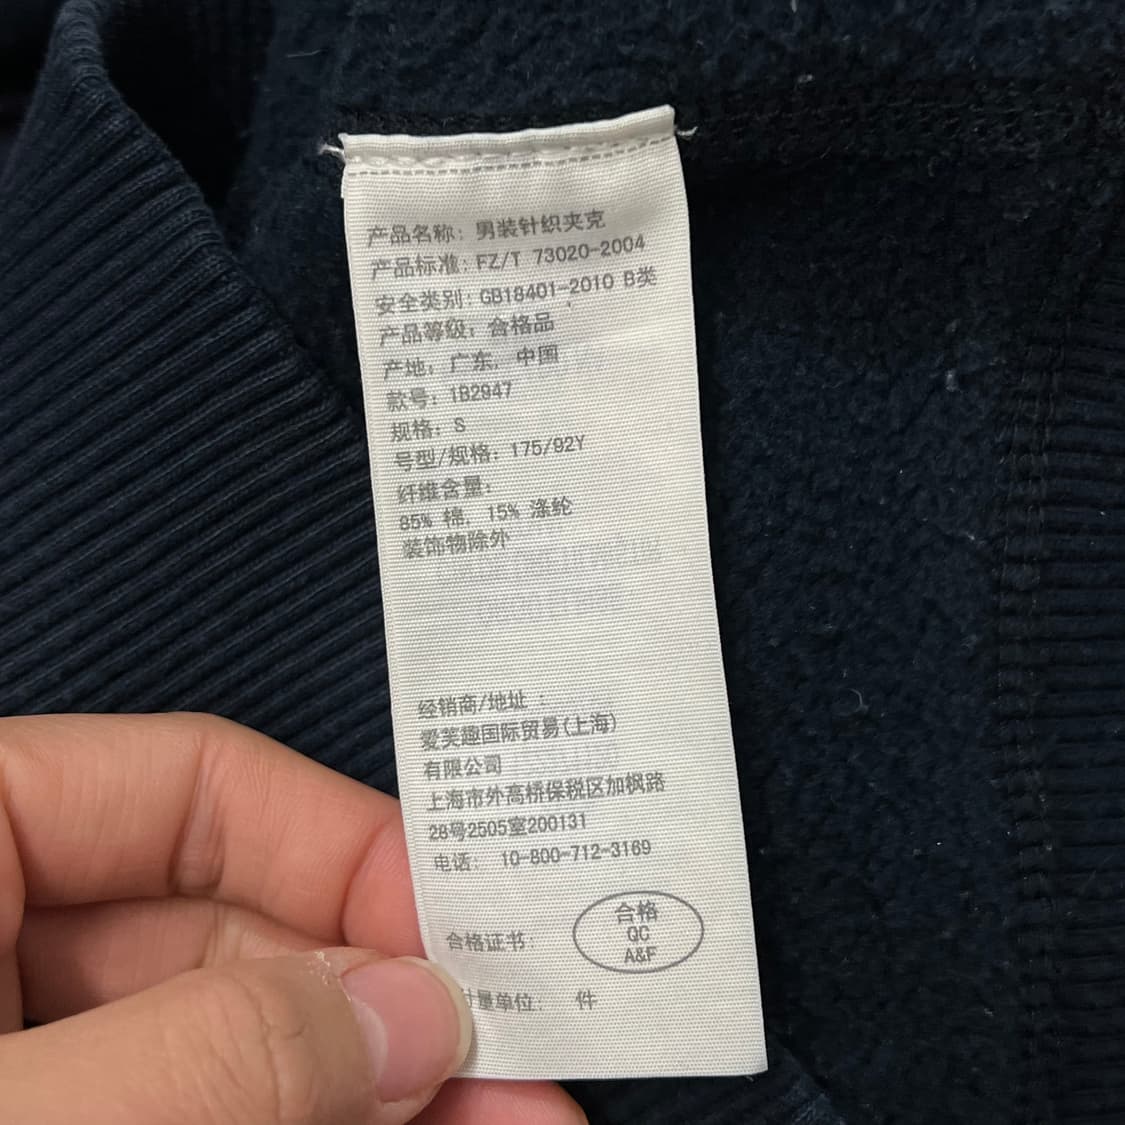 产品名称: 男装针织夹克
产品标准: FZ/T 73020-2004
安全类别: GB18401-2010 B类
产品等级: 合格品
产地: 广东, 中国
款号: 1B2947
规格: S
号型/规格: 175/92Y
纤维含量:
85% 棉, 15% 涤纶
装饰物除外
经销商/地址 :
爱芙趣国际贸易(上海)
有限公司
上海市外高桥保税区加枫路
28号2505室200131
电话: 10-800-712-3169
合格证书:
合格
QC
A&F
计量单位: 件